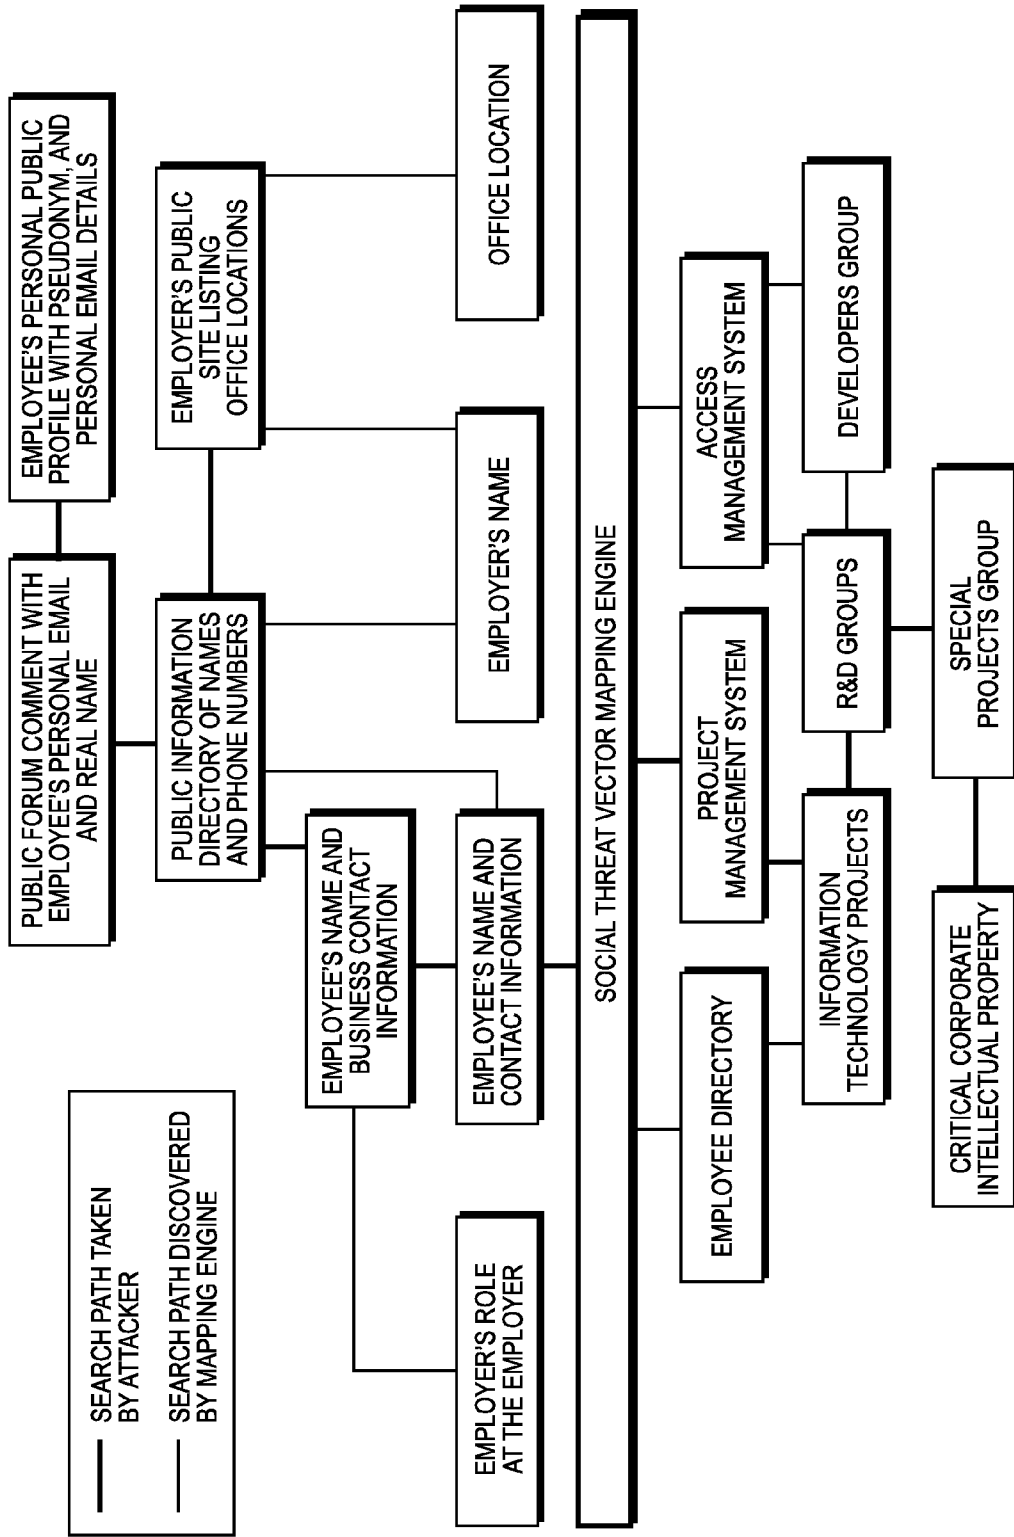 SEARCH PATH TAKEN
BY ATTACKER
SEARCH PATH DISCOVERED
BY MAPPING ENGINE
PUBLIC FORUM COMMENT WITH
EMPLOYEE'S PERSONAL EMAIL
AND REAL NAME
EMPLOYEE'S PERSONAL PUBLIC
PROFILE WITH PSEUDONYM, AND
PERSONAL EMAIL DETAILS
PUBLIC INFORMATION
DIRECTORY OF NAMES
AND PHONE NUMBERS
EMPLOYER'S PUBLIC
SITE LISTING
OFFICE LOCATIONS
EMPLOYEE'S NAME AND
BUSINESS CONTACT
INFORMATION
EMPLOYER'S ROLE
AT THE EMPLOYER
EMPLOYEE'S NAME AND
CONTACT INFORMATION
EMPLOYER'S NAME
OFFICE LOCATION
SOCIAL THREAT VECTOR MAPPING ENGINE
EMPLOYEE DIRECTORY
PROJECT
MANAGEMENT SYSTEM
ACCESS
MANAGEMENT SYSTEM
INFORMATION
TECHNOLOGY PROJECTS
R&D GROUPS
DEVELOPERS GROUP
CRITICAL CORPORATE
INTELLECTUAL PROPERTY
SPECIAL
PROJECTS GROUP